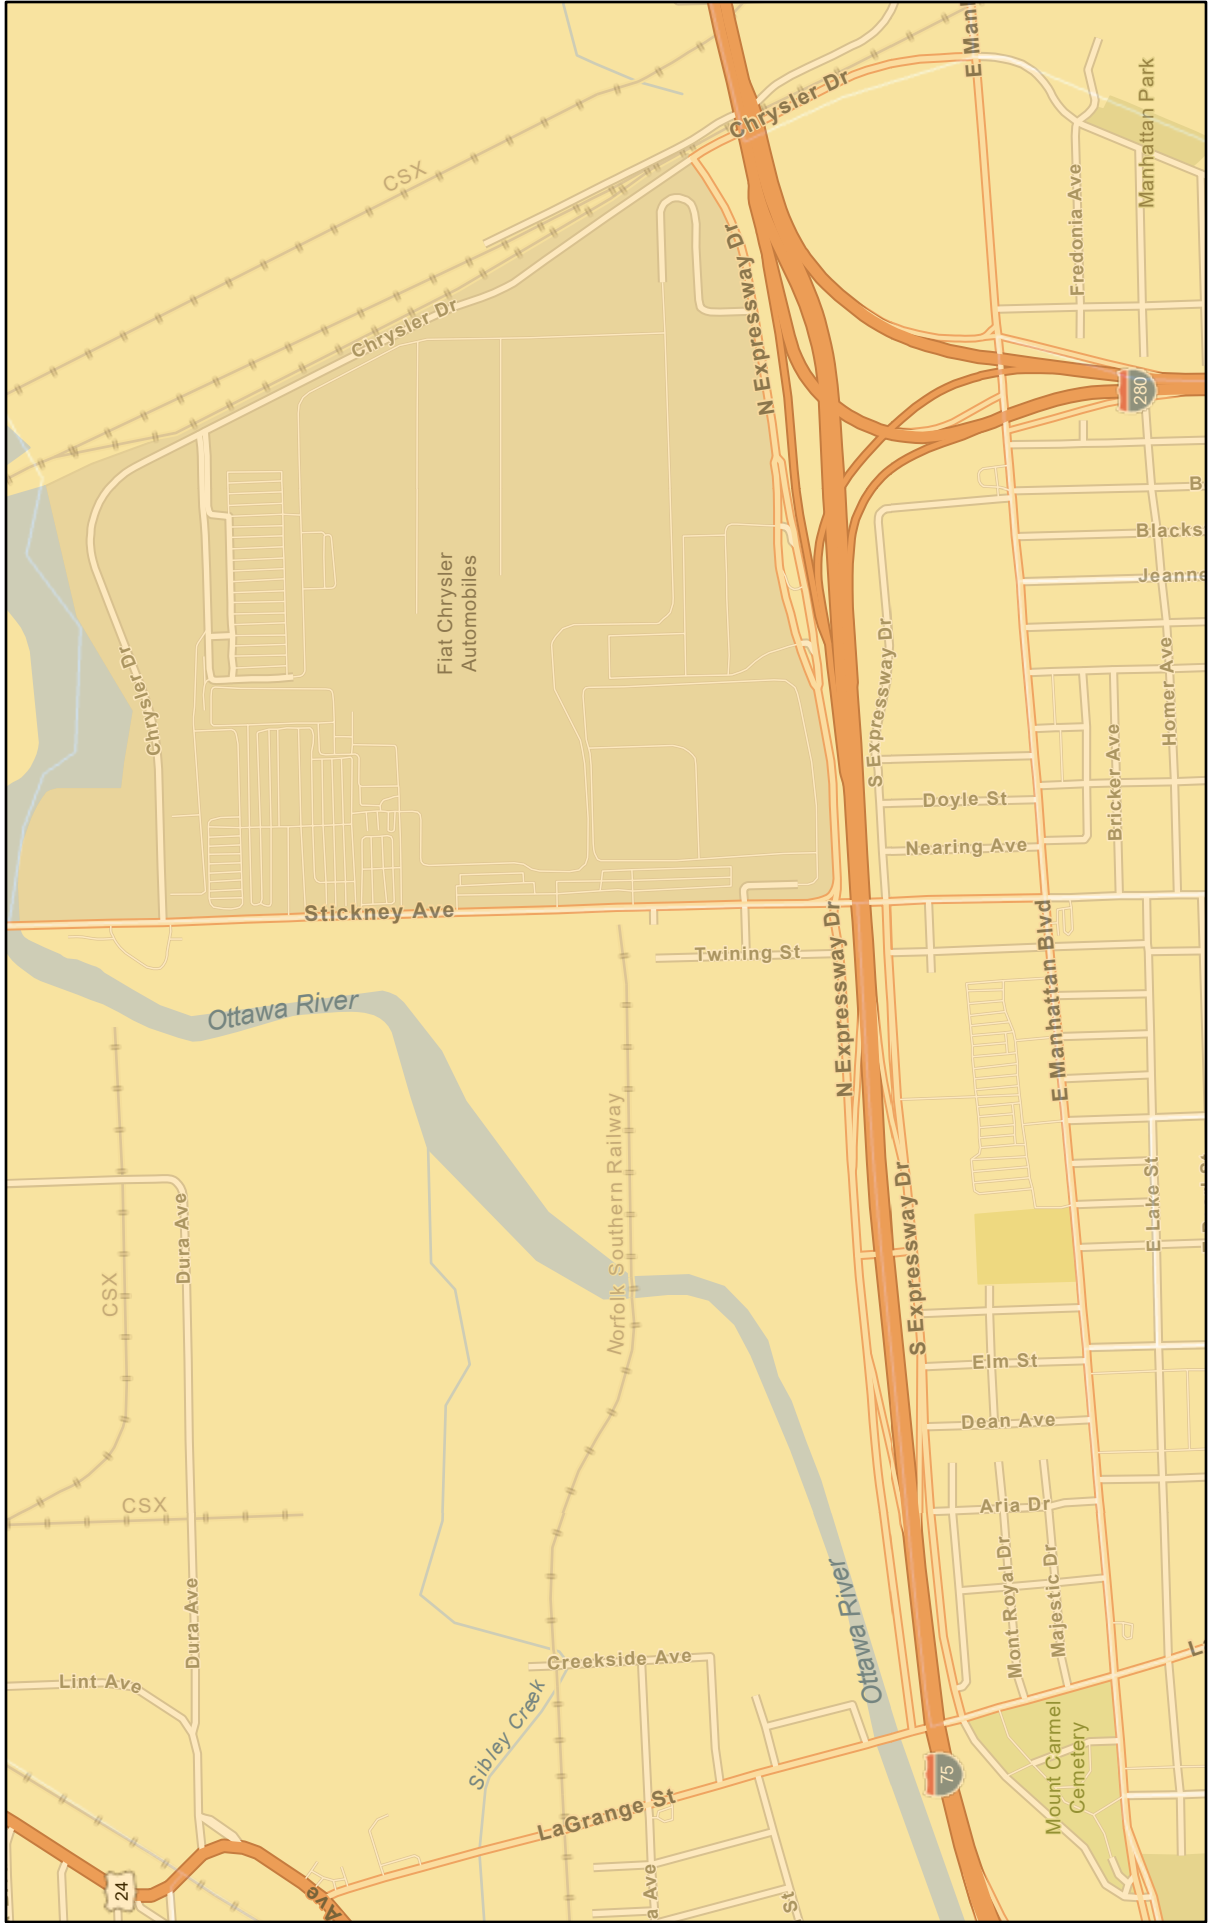 E Manh
Chrysler Dr
Manhattan Park
CSX
Fredonia Ave
N Expressway Dr
Chrysler Dr
280
B
Blacks
Jeanne
Fiat Chrysler
Automobiles
Chrysler Dr
S Expressway Dr
Homer Ave
Bricker Ave
Doyle St
Nearing Ave
Stickney Ave
Twining St
N Expressway Dr
E Manhattan Blvd
Ottawa River
Norfolk Southern Railway
Dura Ave
CSX
S Expressway Dr
E Lake St
Elm St
Dean Ave
CSX
Aria Dr
Mont Royal Dr
Majestic Dr
Dura Ave
Ottawa River
Lint Ave
Creekside Ave
Sibley Creek
La
Mount Carmel
Cemetery
75
LaGrange St
24
Ave
a Ave
St